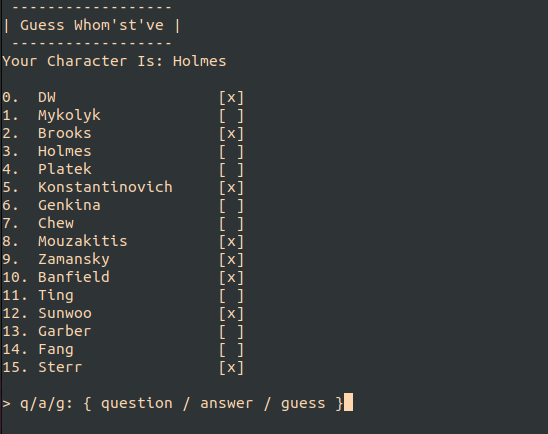 ------------------
| Guess Whom'st've |
------------------
Your Character Is: Holmes
0.  DW                  [x]
1.  Mykolyk             [ ]
2.  Brooks              [x]
3.  Holmes              [ ]
4.  Platek              [ ]
5.  Konstantinovich     [x]
6.  Genkina             [ ]
7.  Chew                [ ]
8.  Mouzakitis          [x]
9.  Zamansky            [x]
10. Banfield            [x]
11. Ting                [ ]
12. Sunwoo              [x]
13. Garber              [ ]
14. Fang                [ ]
15. Sterr               [x]
> q/a/g: { question / answer / guess }